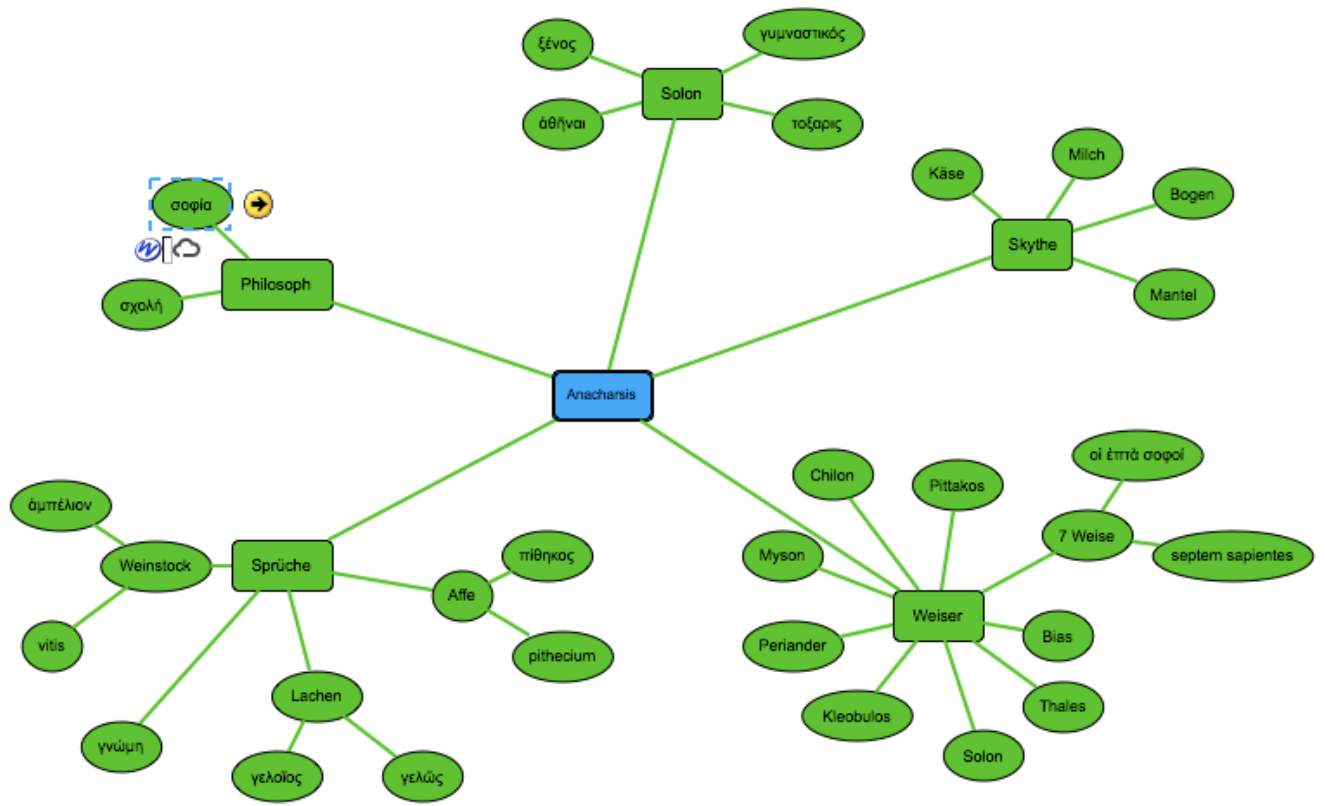 ξένος
γυμναστικός
Solon
ἀθῆναι
τοξαρις
Käse
Milch
Bogen
Skythe
Mantel
σοφία
Philosoph
σχολή
Anacharsis
Chilon
Pittakos
οἱ ἑπτὰ σοφοί
7 Weise
septem sapientes
Myson
Weiser
Bias
Periander
Thales
Kleobulos
Solon
ἀμπέλιον
Weinstock
Sprüche
πίθηκος
Affe
vitis
pithecium
Lachen
γνώμη
γελοῖος
γελῶς